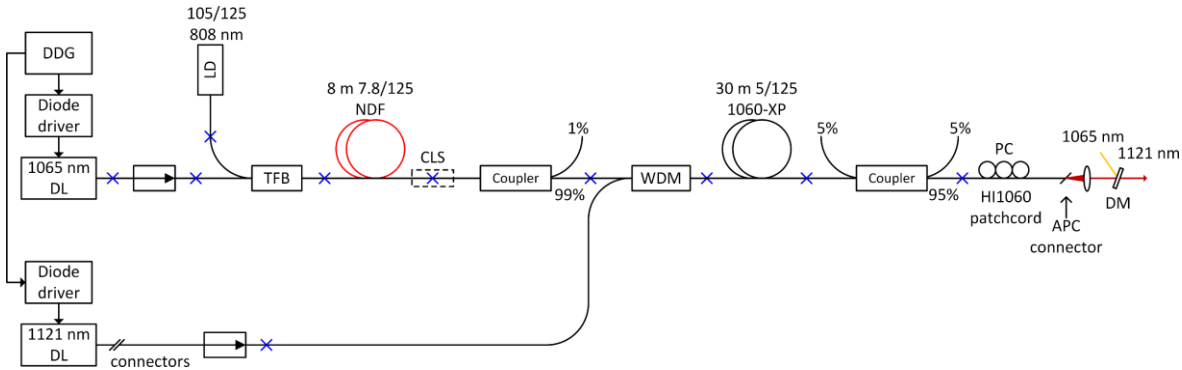 DDG
Diode
driver
1065 nm
DL
105/125
808 nm
LD
TFB
8 m 7.8/125
NDF
CLS
Coupler
1%
99%
WDM
30 m 5/125
1060-XP
5%
Coupler
5%
95%
PC
HI1060
patchcord
APC
connector
1065 nm
1121 nm
DM
Diode
driver
1121 nm
DL
connectors